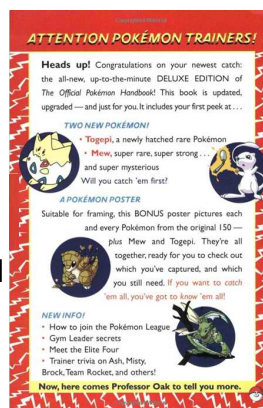 ATTENTION POKÉMON TRAINERS!
Heads up! Congratulations on your newest catch:
the all-new, up-to-the-minute DELUXE EDITION of
The Official Pokémon Handbook! This book is updated,
upgraded — and just for you. It includes your first peek at . . .
TWO NEW POKÉMON!
• Togepi, a newly hatched rare Pokémon
• Mew, super rare, super strong . . .
and super mysterious
Will you catch 'em first?
A POKÉMON POSTER
Suitable for framing, this BONUS poster pictures each
and every Pokémon from the original 150 —
plus Mew and Togepi. They're all
together, ready for you to check out
which you've captured, and which
you still need. If you want to catch
'em all, you've got to know 'em all!
NEW INFO!
• How to join the Pokémon League
• Gym Leader secrets
• Meet the Elite Four
• Trainer trivia on Ash, Misty,
Brock, Team Rocket, and others!
Now, here comes Professor Oak to tell you more.